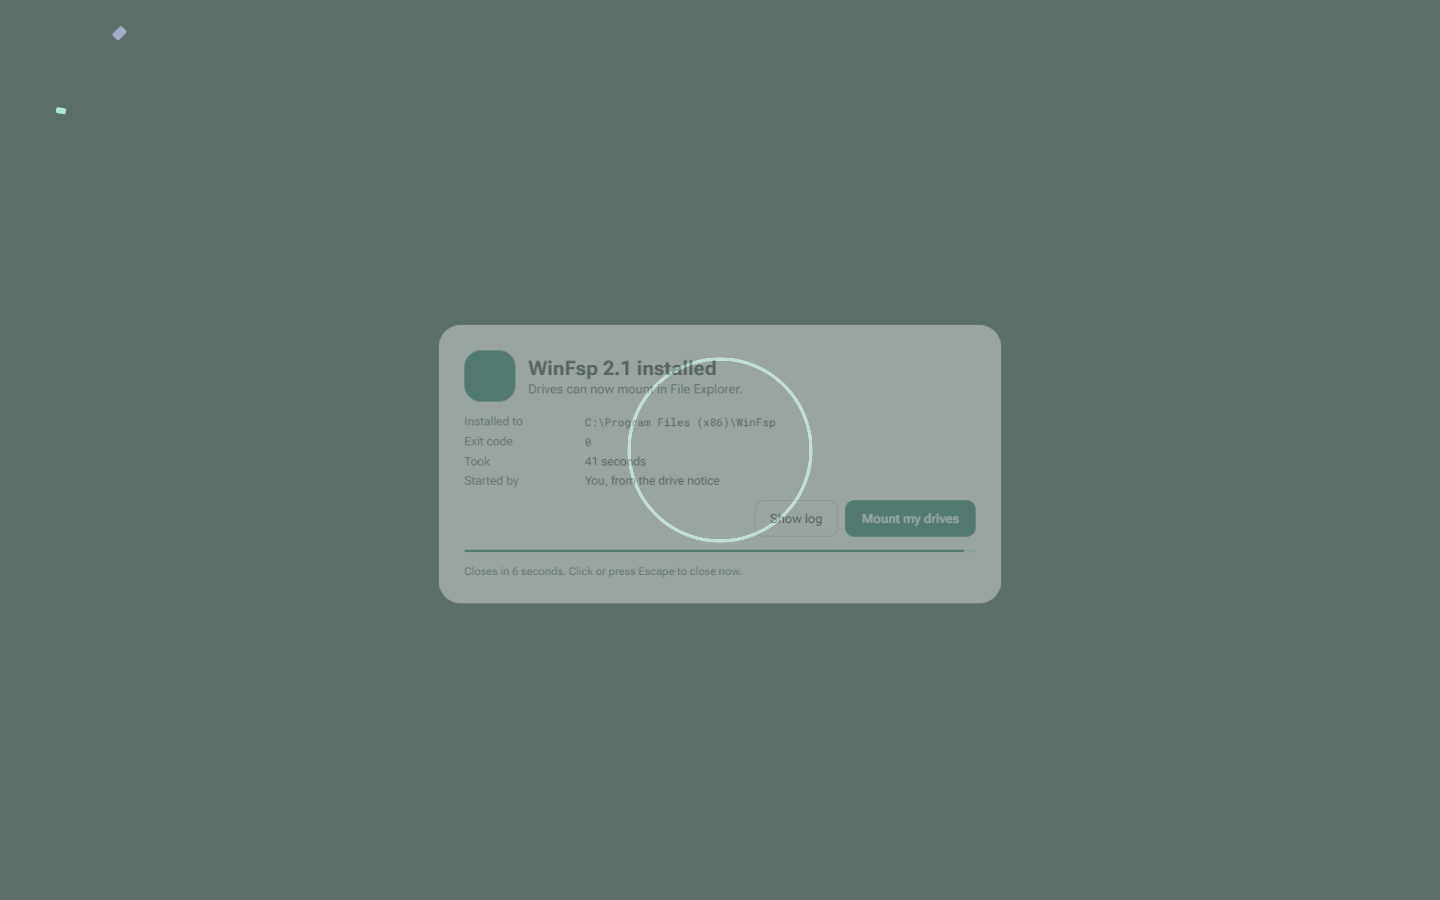 WinFsp 2.1 installed
Drives can now mount in File Explorer.
Installed to C:\Program Files (x86)\WinFsp
Exit code 0
Took 41 seconds
Started by You, from the drive notice
Show log Mount my drives
Closes in 6 seconds. Click or press Escape to close now.